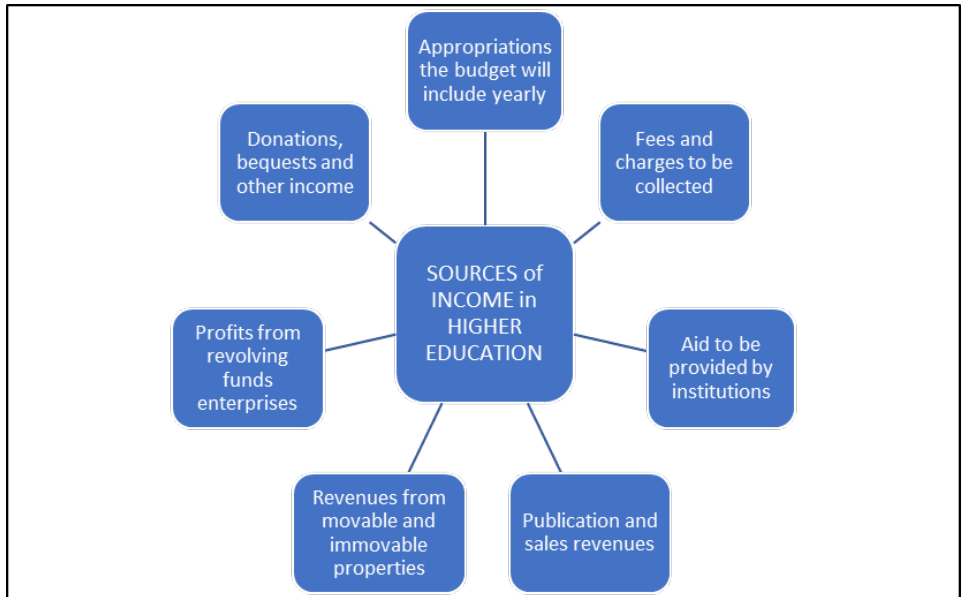 Appropriations
the budget will
include yearly
Donations,
bequests and
other income
Fees and
charges to be
collected
SOURCES of
INCOME in
HIGHER
EDUCATION
Profits from
revolving
funds
enterprises
Aid to be
provided by
institutions
Revenues from
movable and
immovable
properties
Publication and
sales revenues